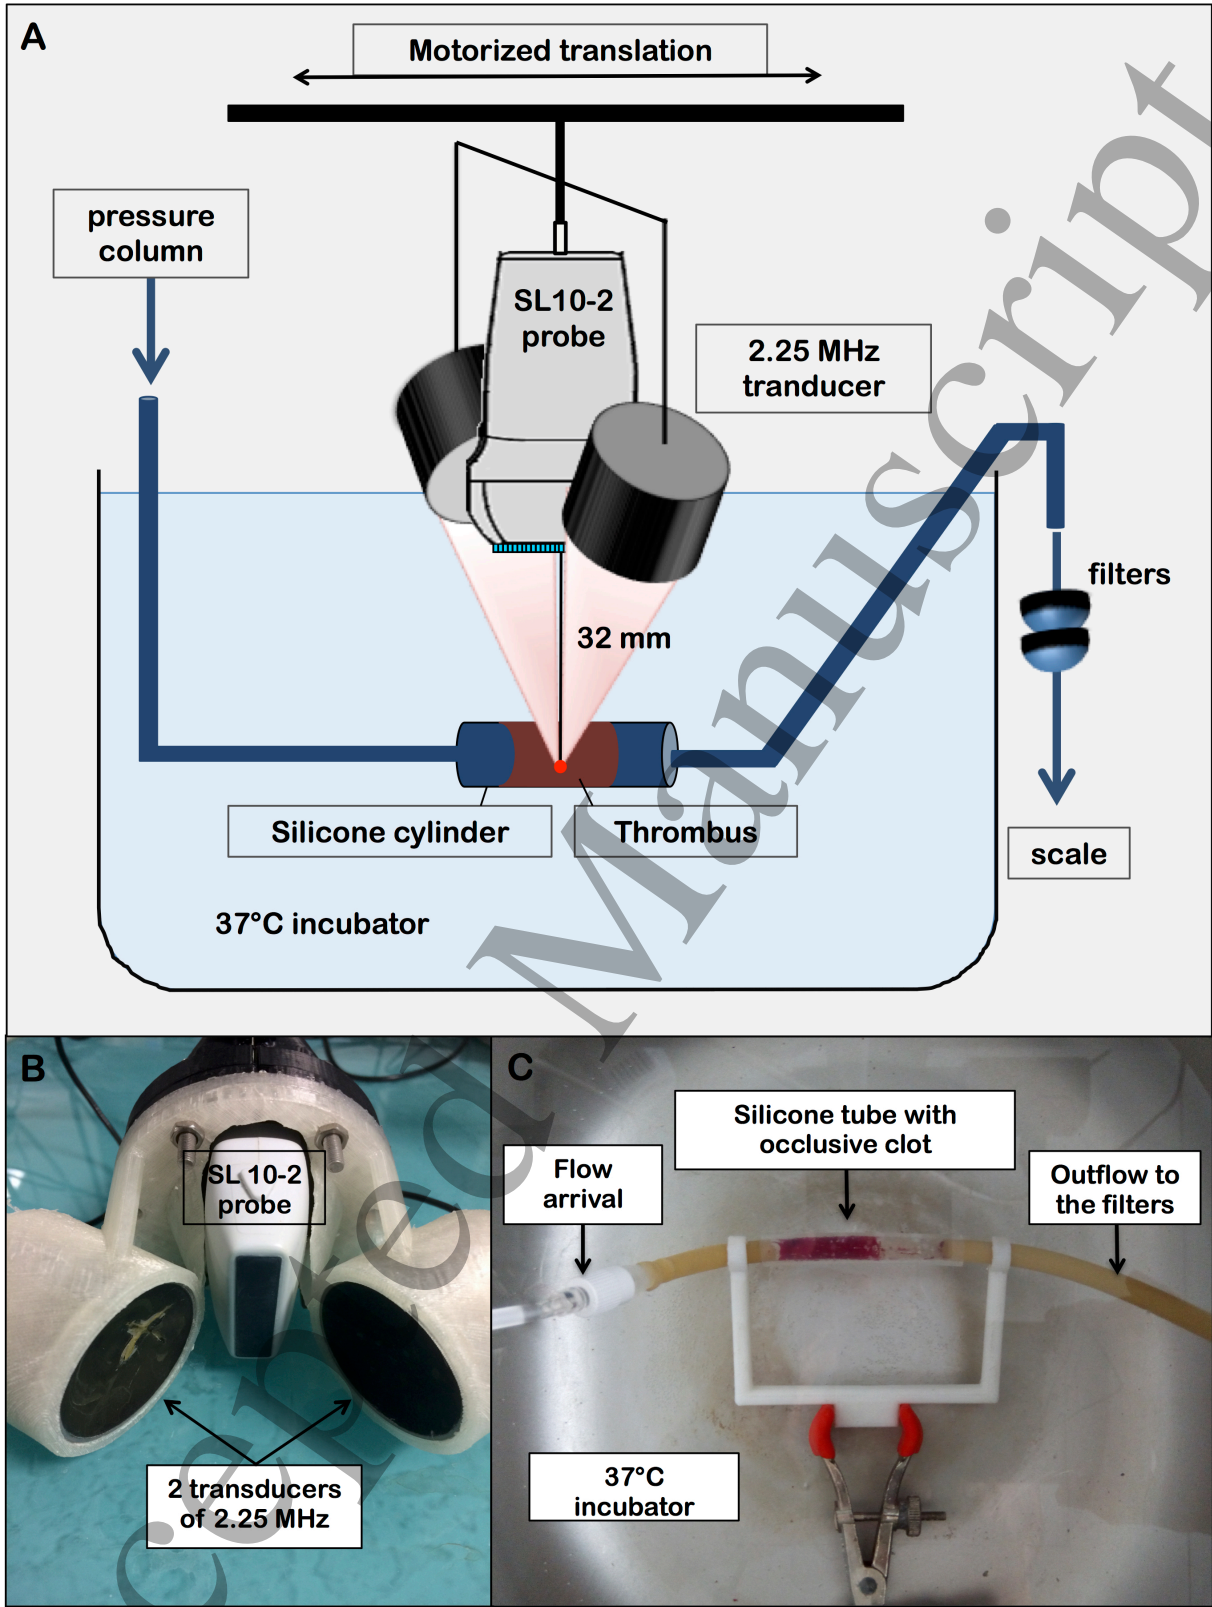 A
Motorized translation
pressure
column
SL10-2
probe
2.25 MHz
tranducer
filters
32 mm
Silicone cylinder
Thrombus
scale
37°C incubator
B
SL 10-2
probe
2 transducers
of 2.25 MHz
C
Silicone tube with
occlusive clot
Flow
arrival
Outflow to
the filters
37°C
incubator
cepted Manuscript